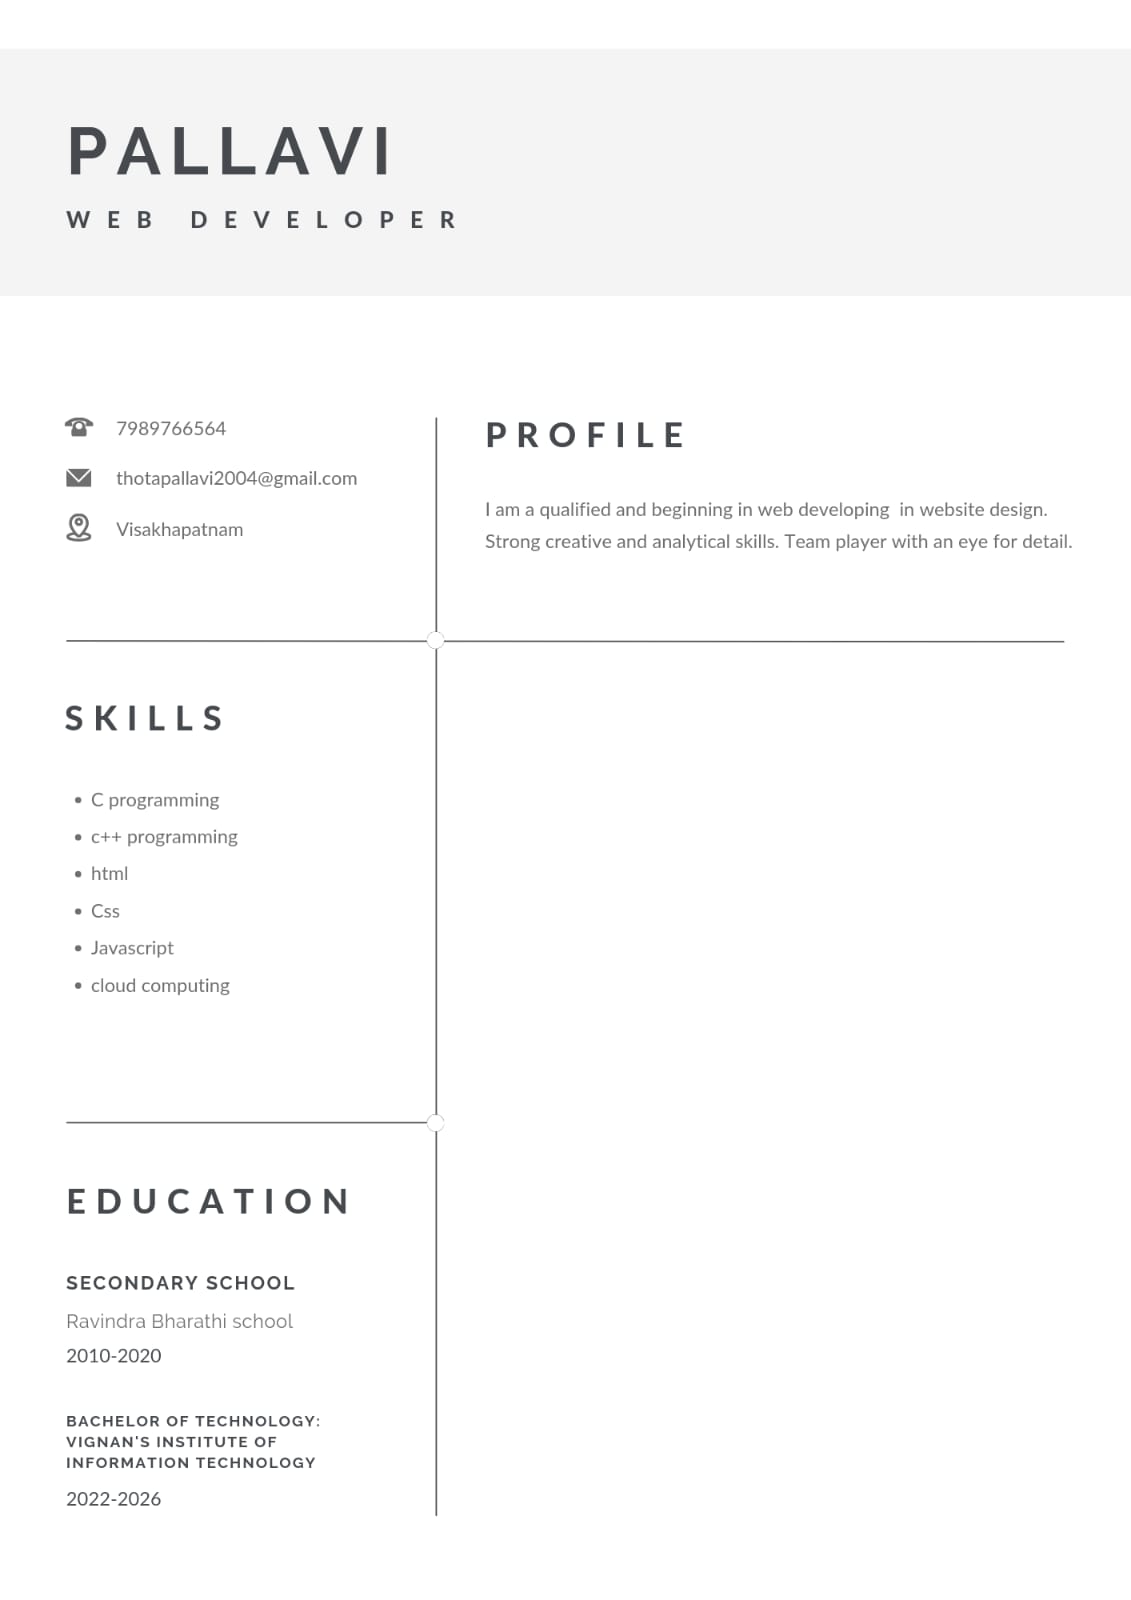 PALLAVI
WEB DEVELOPER
7989766564
thotapallavi2004@gmail.com
Visakhapatnam
PROFILE
I am a qualified and beginning in web developing  in website design.
Strong creative and analytical skills. Team player with an eye for detail.
SKILLS
• C programming
• c++ programming
• html
• Css
• Javascript
• cloud computing
EDUCATION
SECONDARY SCHOOL
Ravindra Bharathi school
2010-2020
BACHELOR OF TECHNOLOGY:
VIGNAN'S INSTITUTE OF
INFORMATION TECHNOLOGY
2022-2026